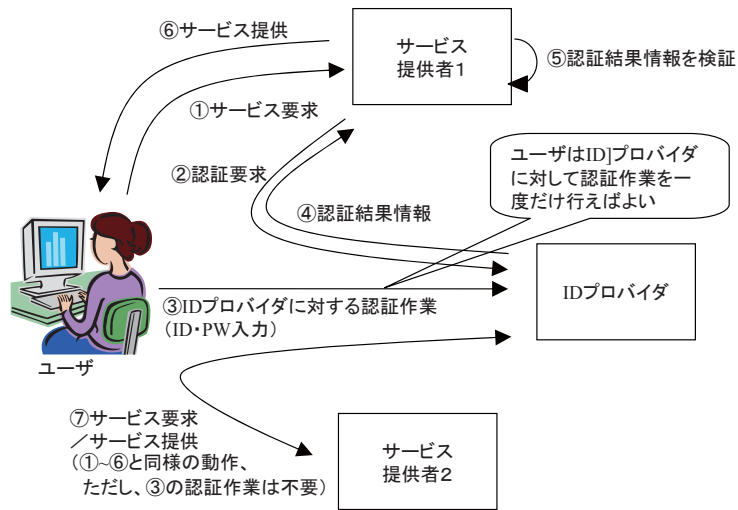 ⑥サービス提供
サービス
提供者1
⑤認証結果情報を検証
①サービス要求
②認証要求
ユーザはID]プロバイダ
に対して認証作業を一
度だけ行えばよい
④認証結果情報
IDプロバイダ
③IDプロバイダに対する認証作業
（ID・PW入力）
ユーザ
⑦サービス要求
／サービス提供
（①~⑥と同様の動作、
ただし、③の認証作業は不要）
サービス
提供者２